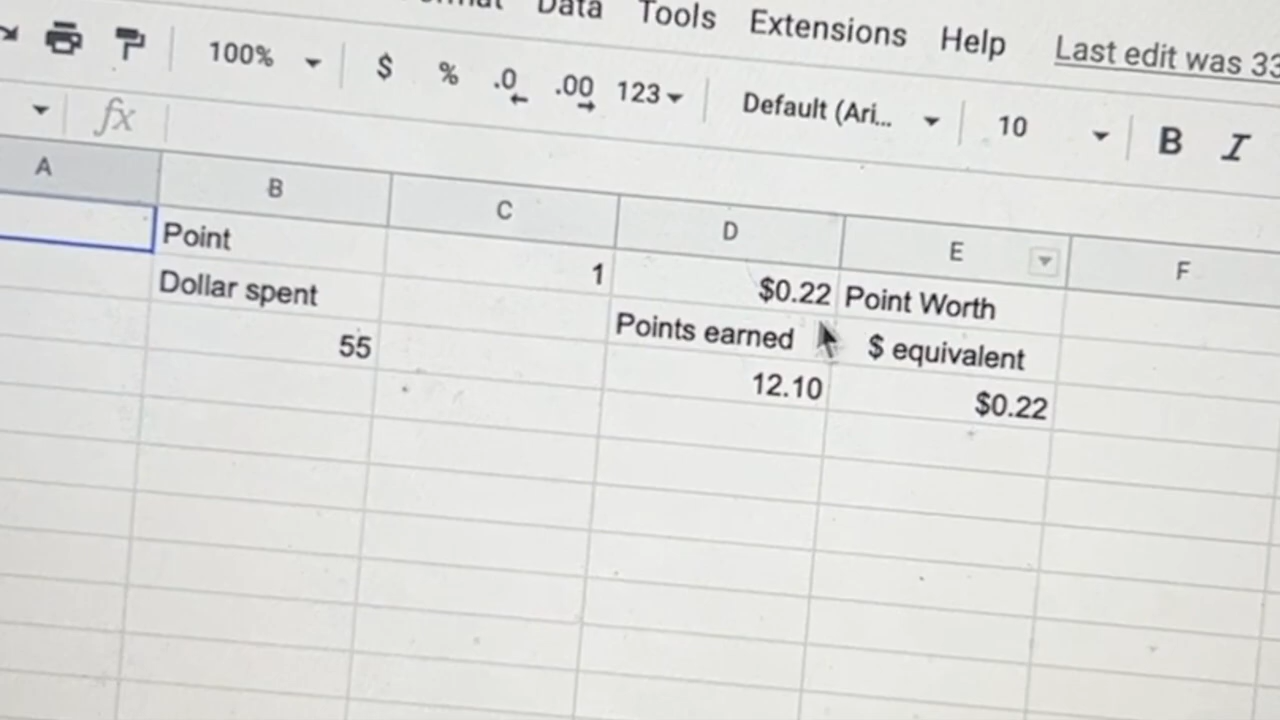 Data Tools Extensions Help Last edit was 33
100% $ % .0 .00 123 Default (Ari... 10 B I
fx
A B C D E F
Point 1 $0.22 Point Worth
Dollar spent Points earned $ equivalent
55 12.10 $0.22